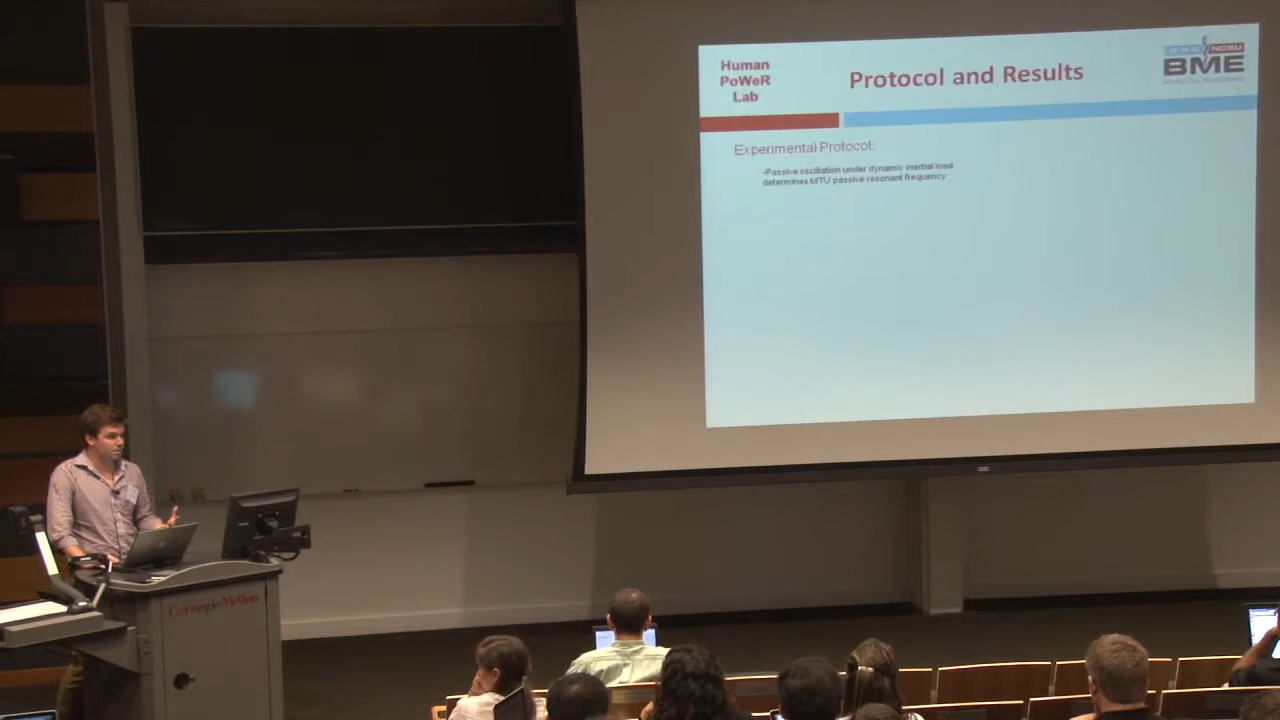 Human
PoWeR
Lab
Protocol and Results
NCSU
BME
Experimental Protocol:
-Passive oscillation under dynamic inertial load
determines MTU passive resonant frequency
Carnegie Mellon